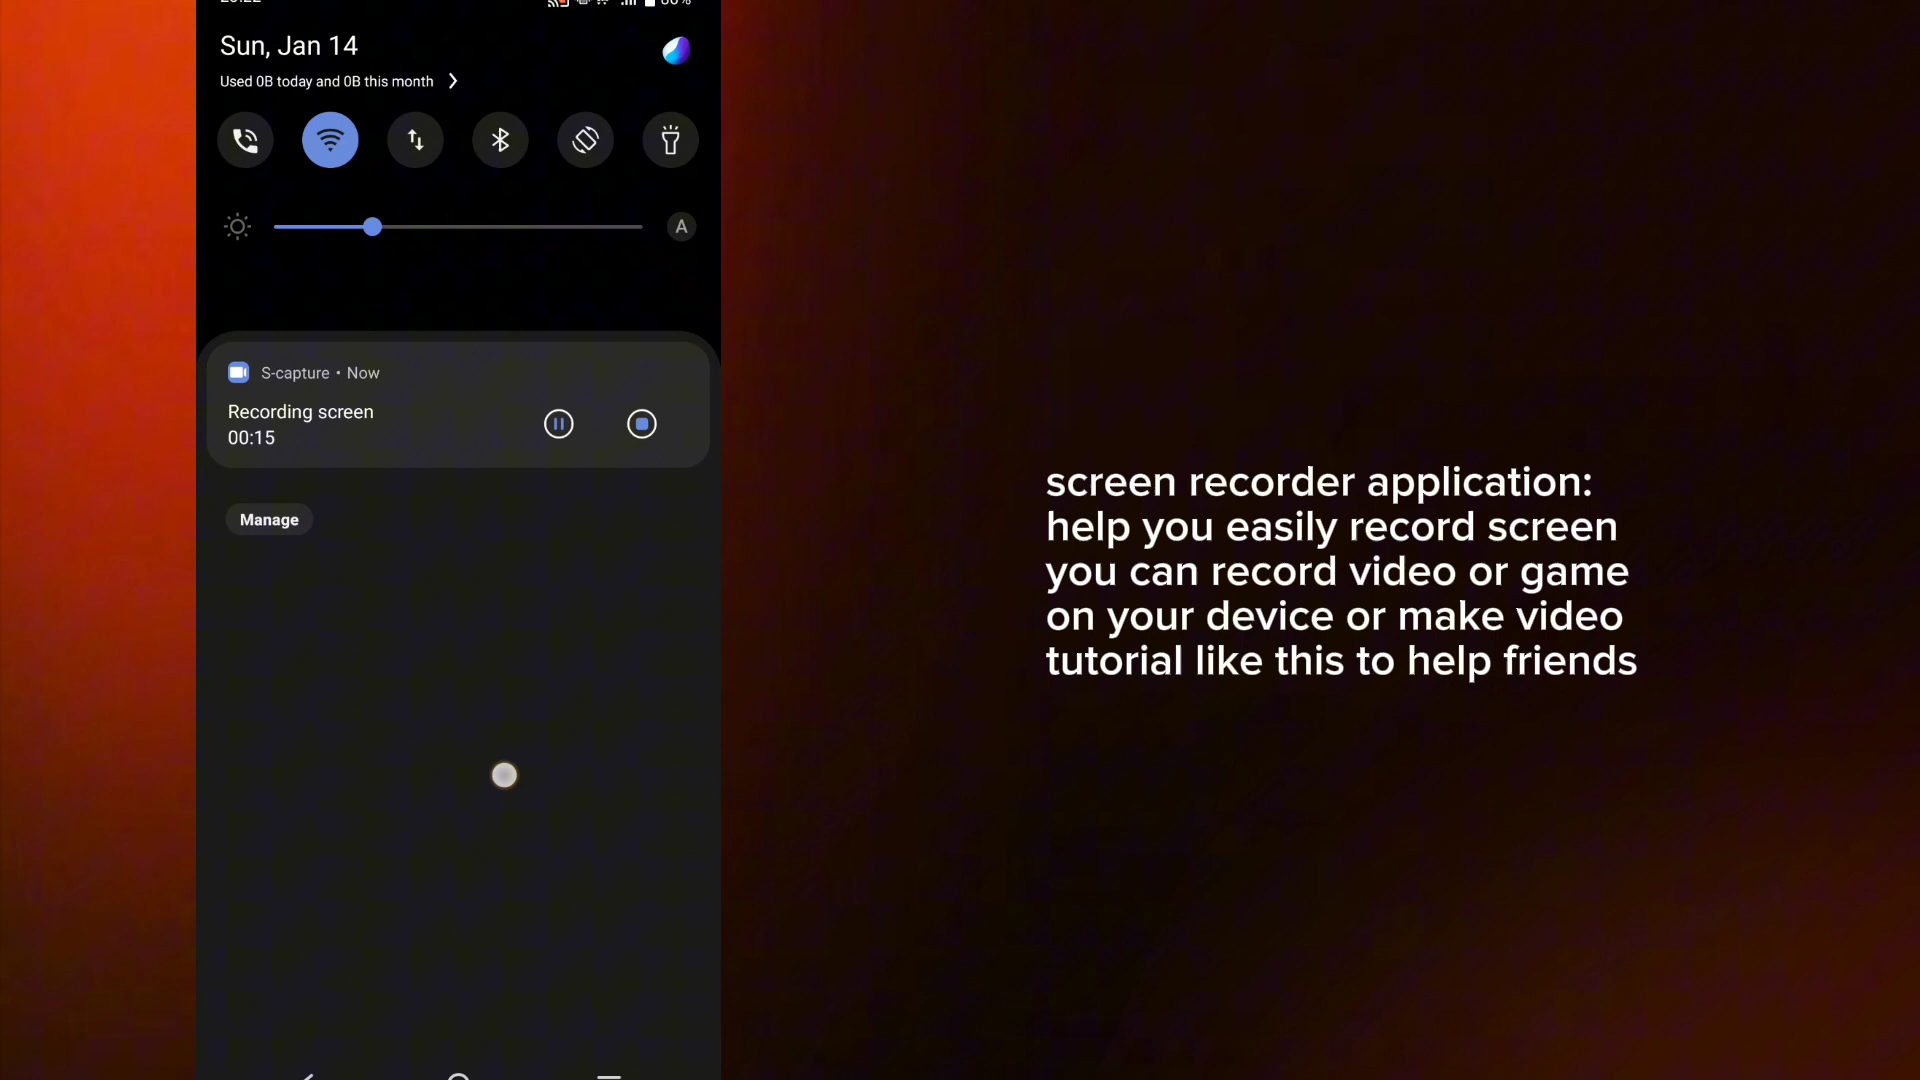 Sun, Jan 14
Used 0B today and 0B this month
A
S-capture • Now
Recording screen
00:15
Manage
screen recorder application:
help you easily record screen
you can record video or game
on your device or make video
tutorial like this to help friends